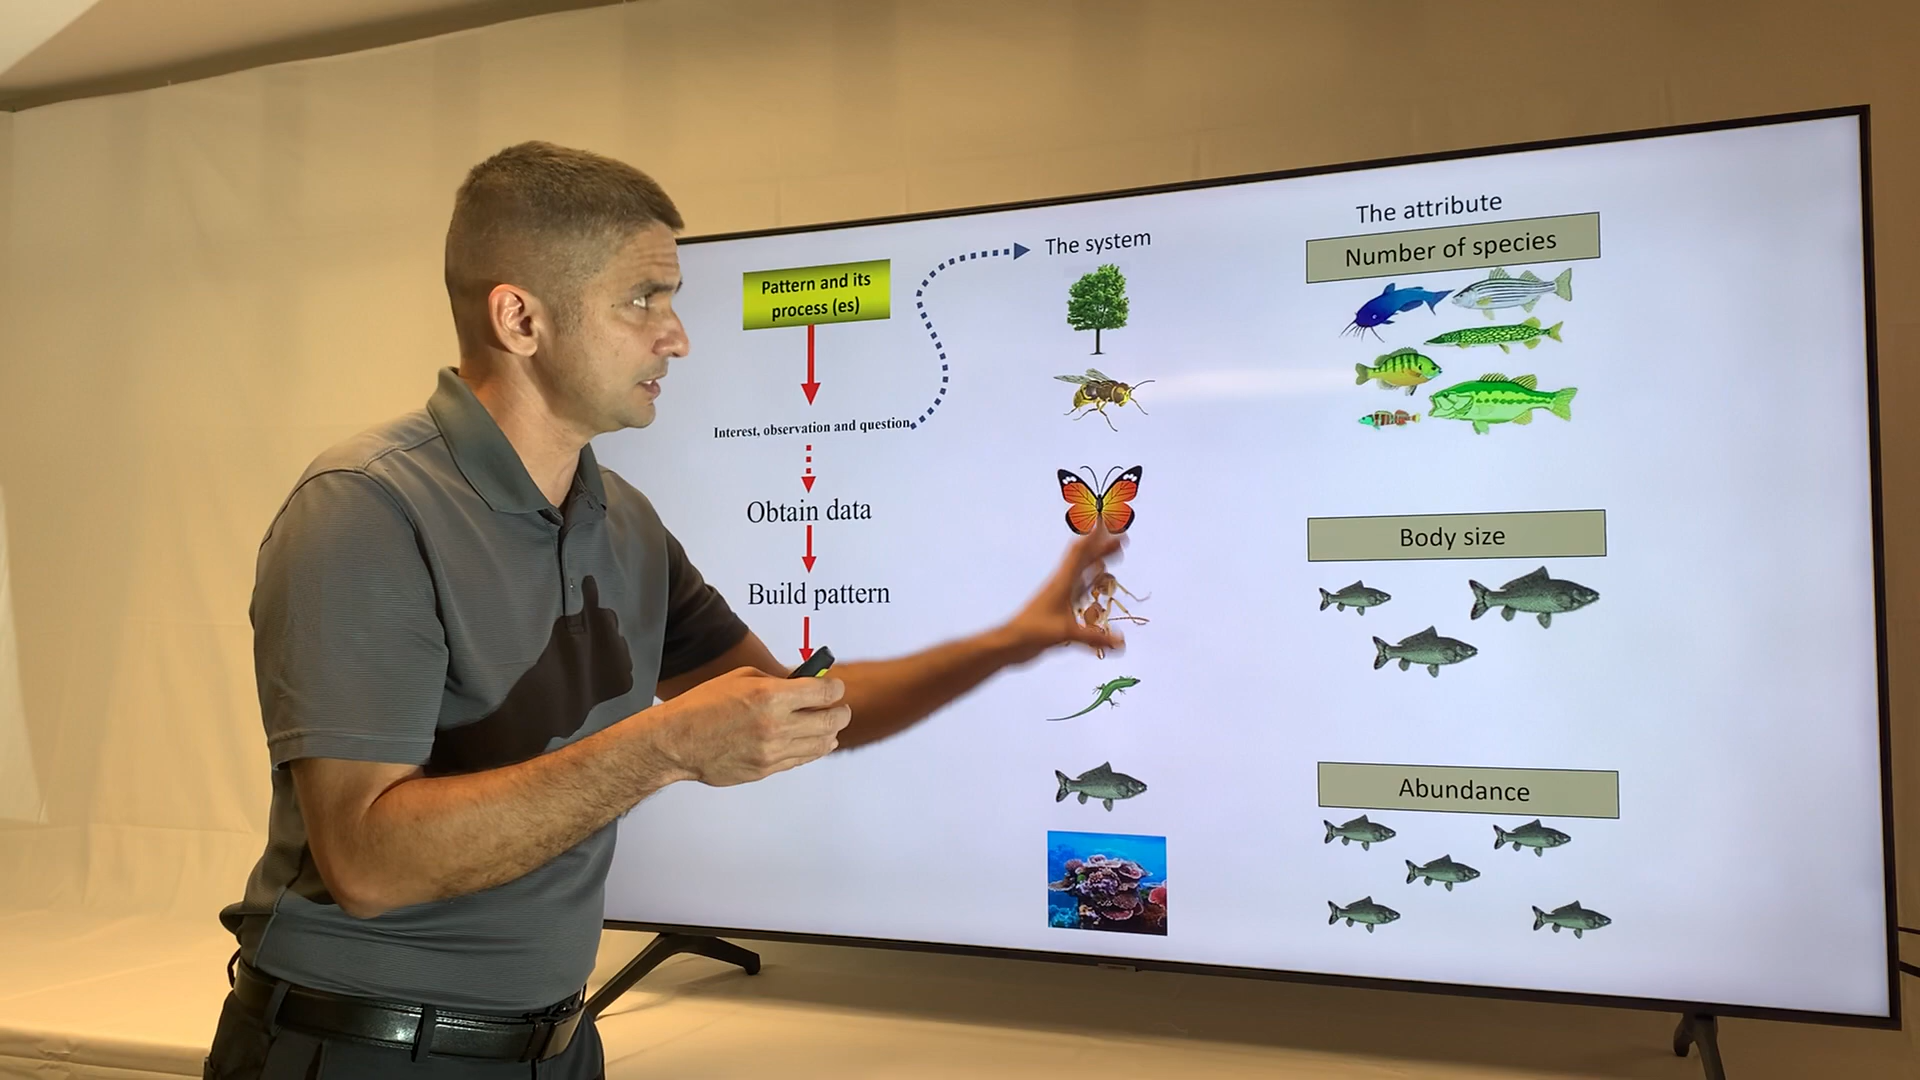 Pattern and its
process (es)
Interest, observation and question
Obtain data
Build pattern
The system
The attribute
Number of species
Body size
Abundance